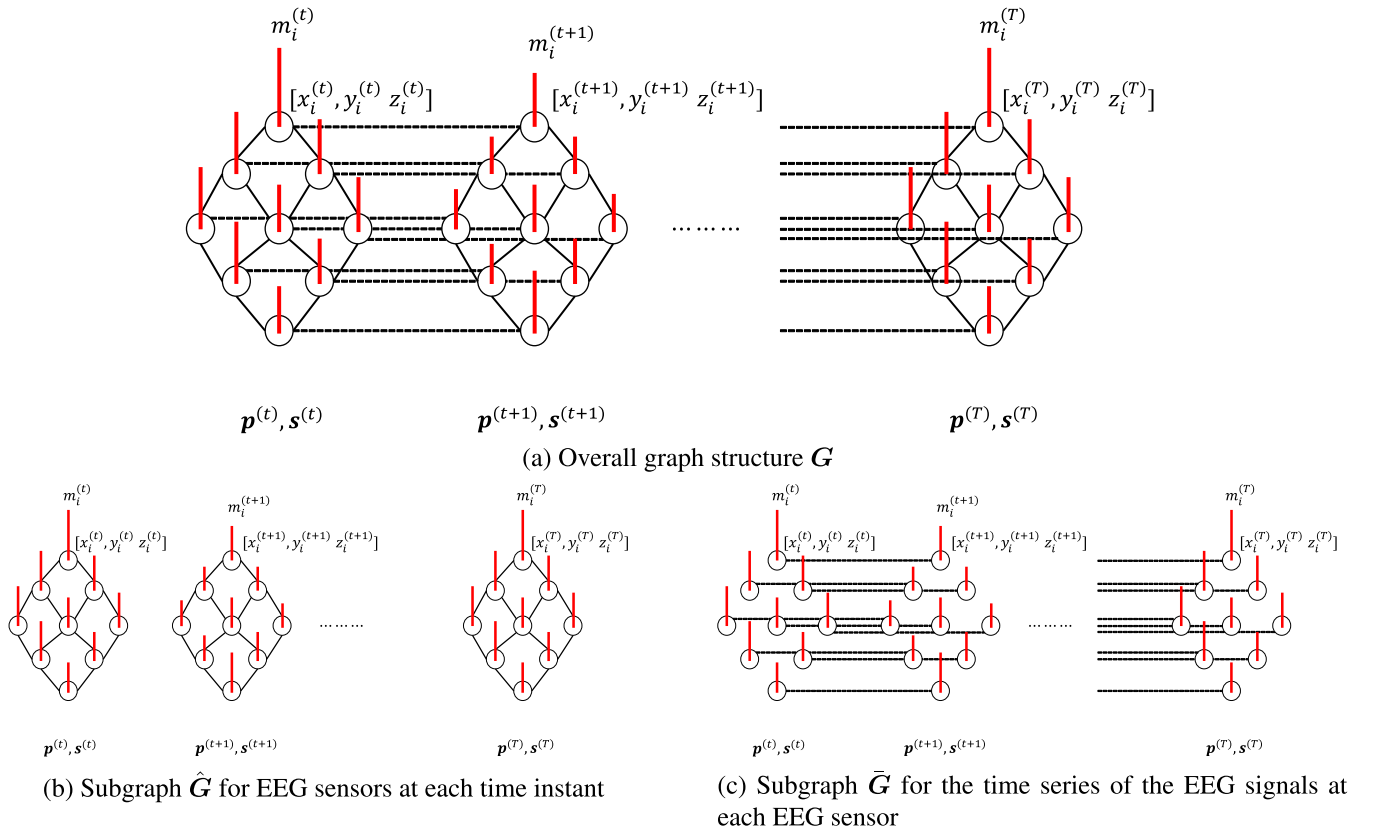 m_i^{(t)}
m_i^{(t+1)}
m_i^{(T)}
[x_i^{(t)}, y_i^{(t)} z_i^{(t)}]
[x_i^{(t+1)}, y_i^{(t+1)} z_i^{(t+1)}]
[x_i^{(T)}, y_i^{(T)} z_i^{(T)}]
………
p^{(t)}, s^{(t)}
p^{(t+1)}, s^{(t+1)}
p^{(T)}, s^{(T)}
(a) Overall graph structure G
m_i^{(t)}
m_i^{(t+1)}
m_i^{(T)}
[x_i^{(t)}, y_i^{(t)} z_i^{(t)}]
[x_i^{(t+1)}, y_i^{(t+1)} z_i^{(t+1)}]
[x_i^{(T)}, y_i^{(T)} z_i^{(T)}]
………
p^{(t)}, s^{(t)}
p^{(t+1)}, s^{(t+1)}
p^{(T)}, s^{(T)}
(b) Subgraph Ĝ for EEG sensors at each time instant
m_i^{(t)}
m_i^{(t+1)}
m_i^{(T)}
[x_i^{(t)}, y_i^{(t)} z_i^{(t)}]
[x_i^{(t+1)}, y_i^{(t+1)} z_i^{(t+1)}]
[x_i^{(T)}, y_i^{(T)} z_i^{(T)}]
………
p^{(t)}, s^{(t)}
p^{(t+1)}, s^{(t+1)}
p^{(T)}, s^{(T)}
(c) Subgraph Ḡ for the time series of the EEG signals at
each EEG sensor